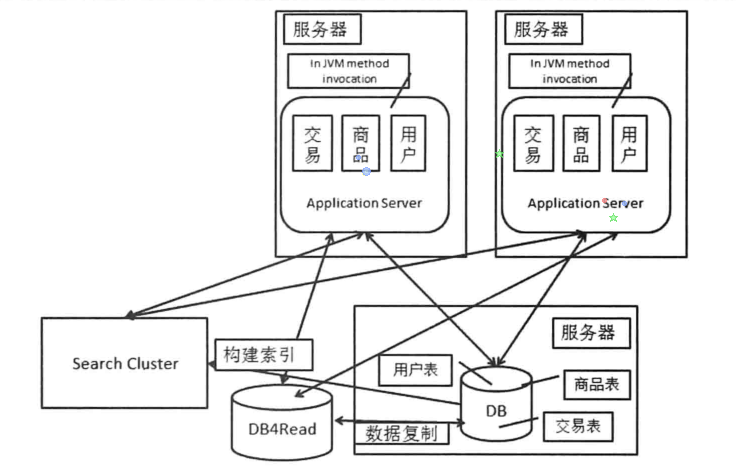 服务器
In JVM method
invocation
交易
商品
用户
Application Server
服务器
In JVM method
invocation
交易
商品
用户
Application Server
Search Cluster
构建索引
DB4Read
数据复制
服务器
用户表
商品表
DB
交易表